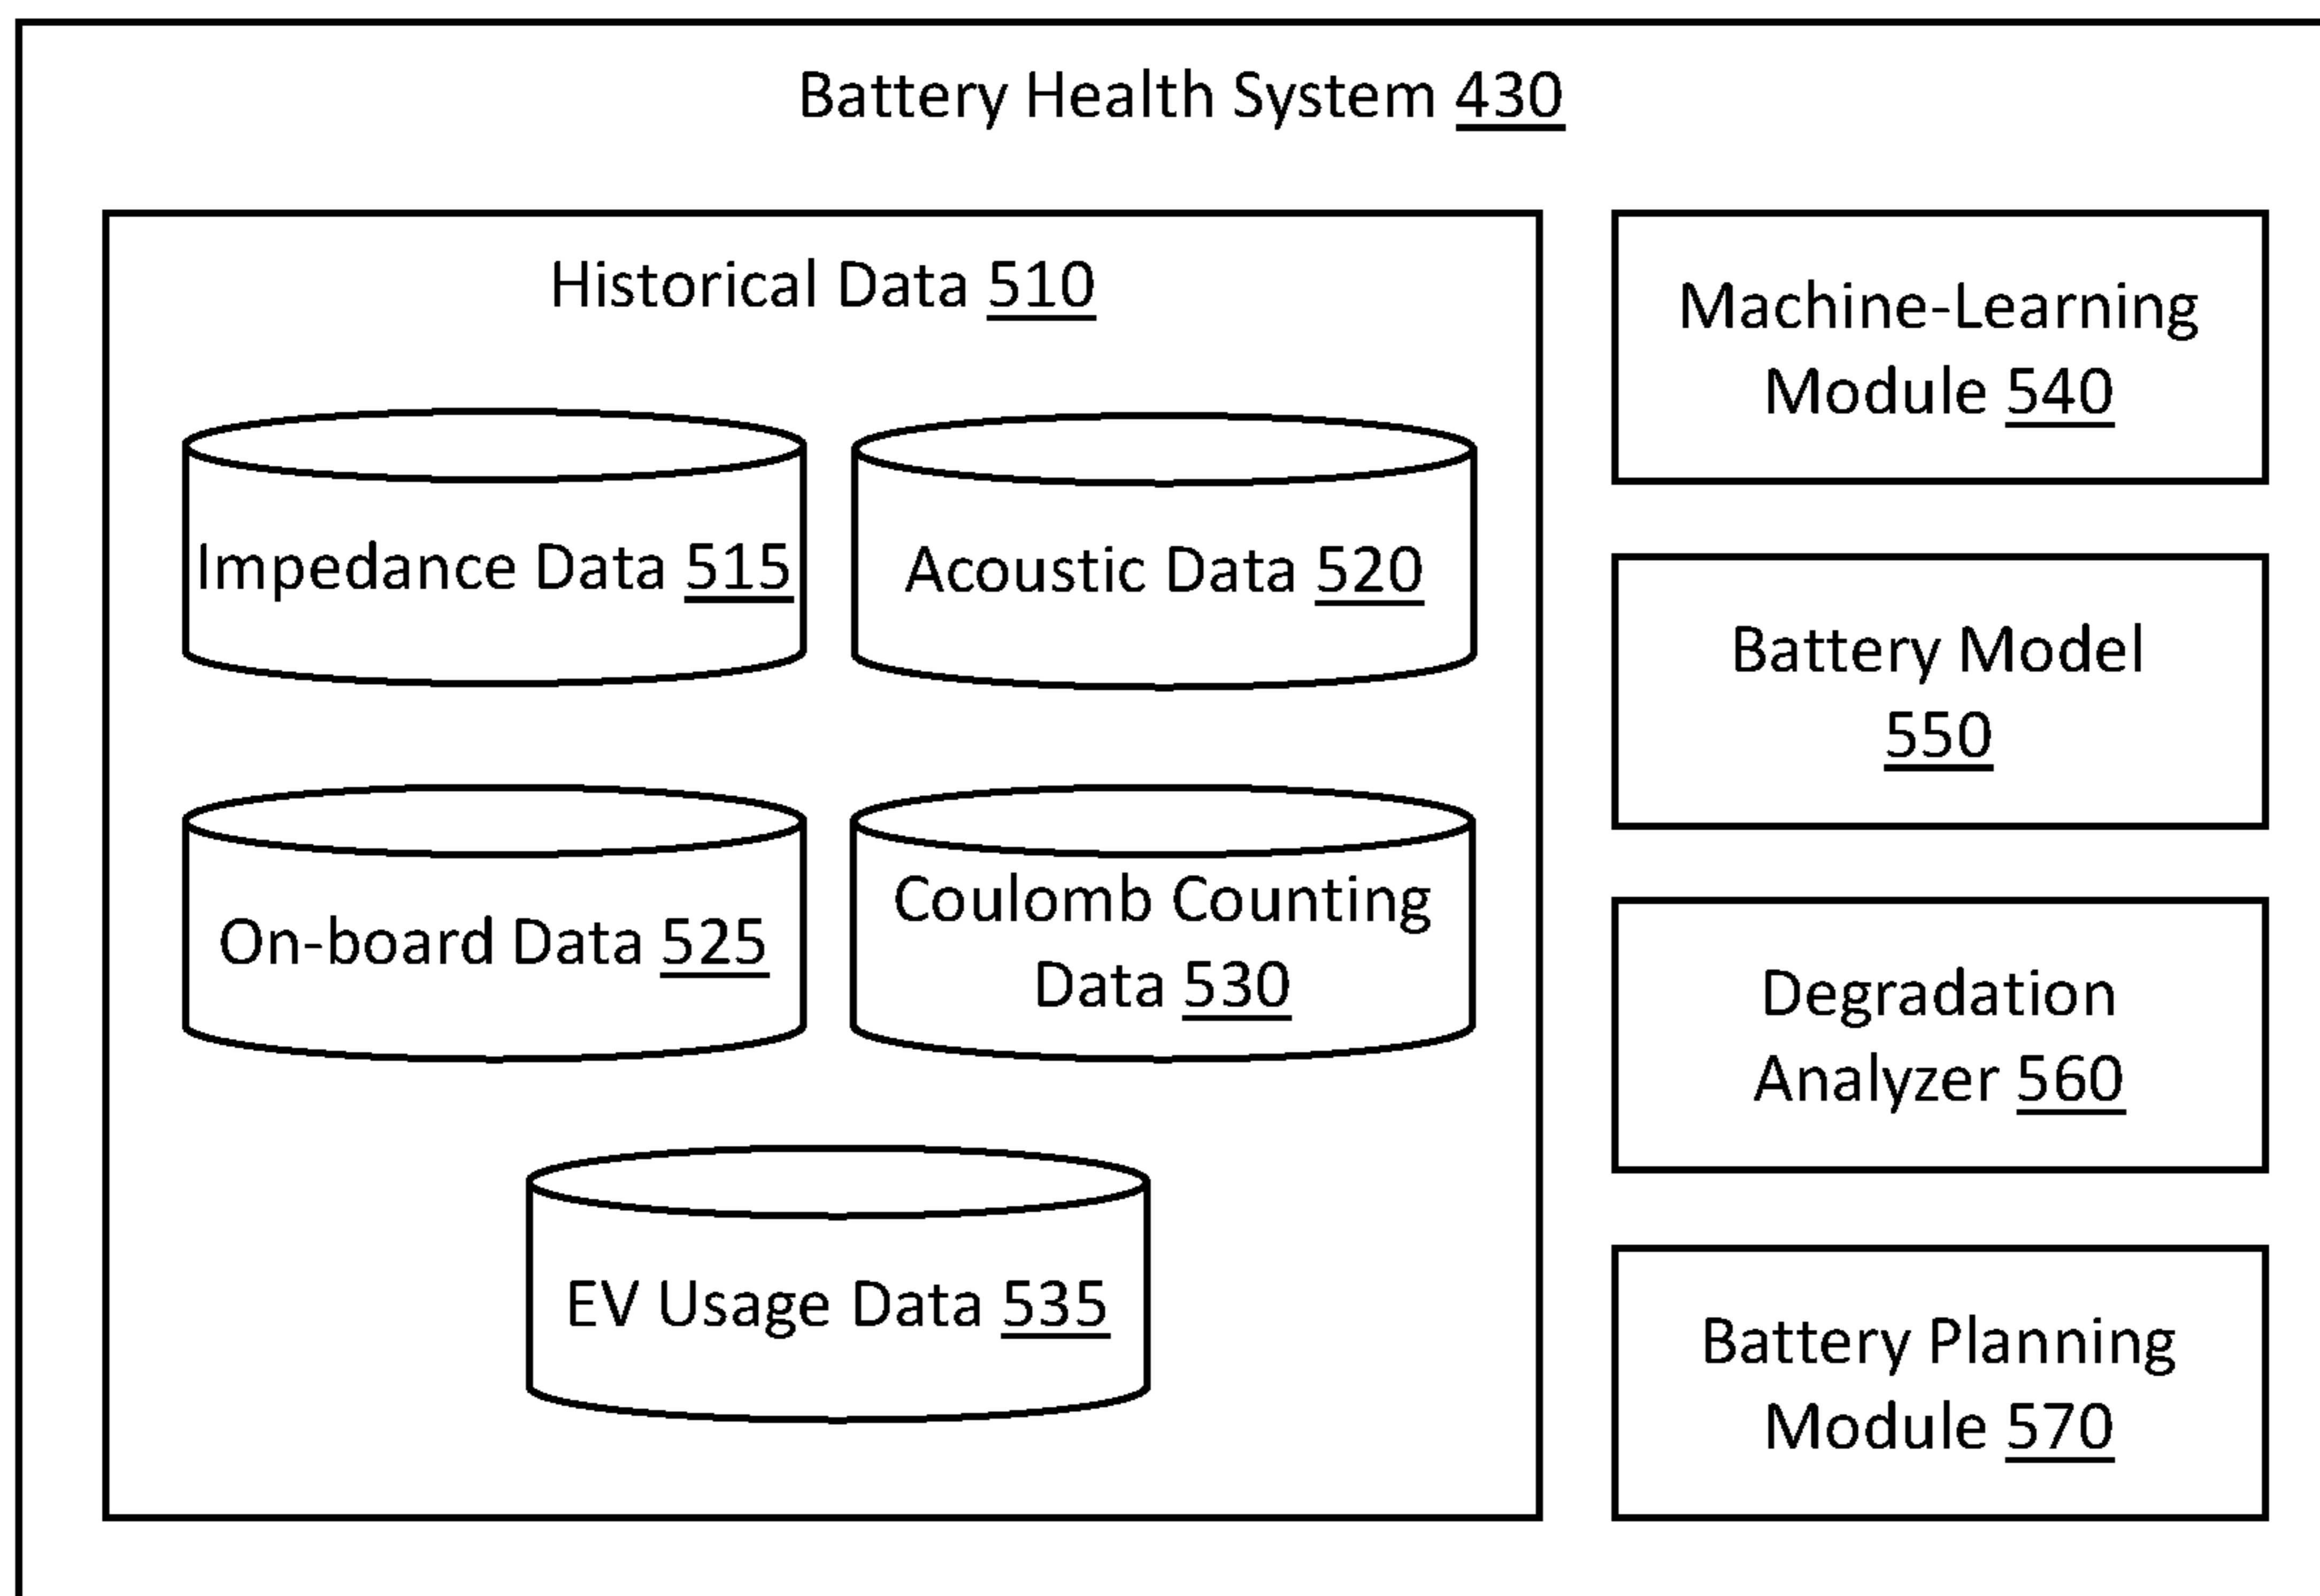 Battery Health System 430
Historical Data 510
Impedance Data 515
Acoustic Data 520
On-board Data 525
Coulomb Counting
Data 530
EV Usage Data 535
Machine-Learning
Module 540
Battery Model
550
Degradation
Analyzer 560
Battery Planning
Module 570